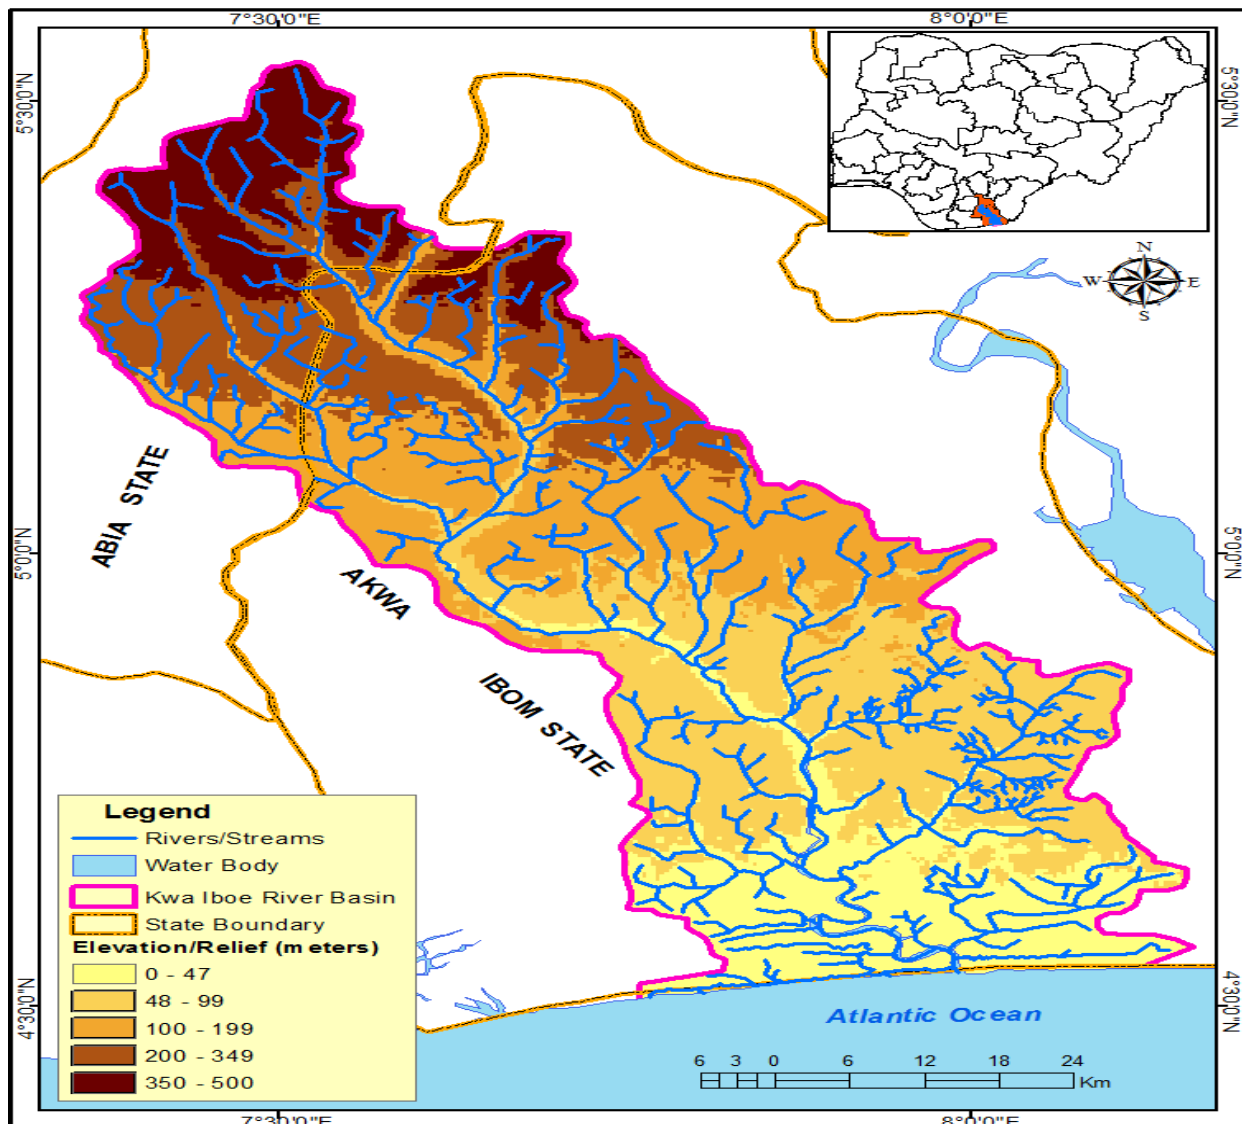 7°30'0"E
8°0'0"E
5°30'0"N
5°30'0"N
N
W
E
S
ABIA STATE
AKWA
IBOM STATE
5°0'0"N
5°0'0"N
Legend
Rivers/Streams
Water Body
Kwa Iboe River Basin
State Boundary
Elevation/Relief (meters)
0 - 47
48 - 99
100 - 199
200 - 349
350 - 500
4°30'0"N
4°30'0"N
Atlantic Ocean
6 3 0 6 12 18 24
Km
7°30'0"E
8°0'0"E